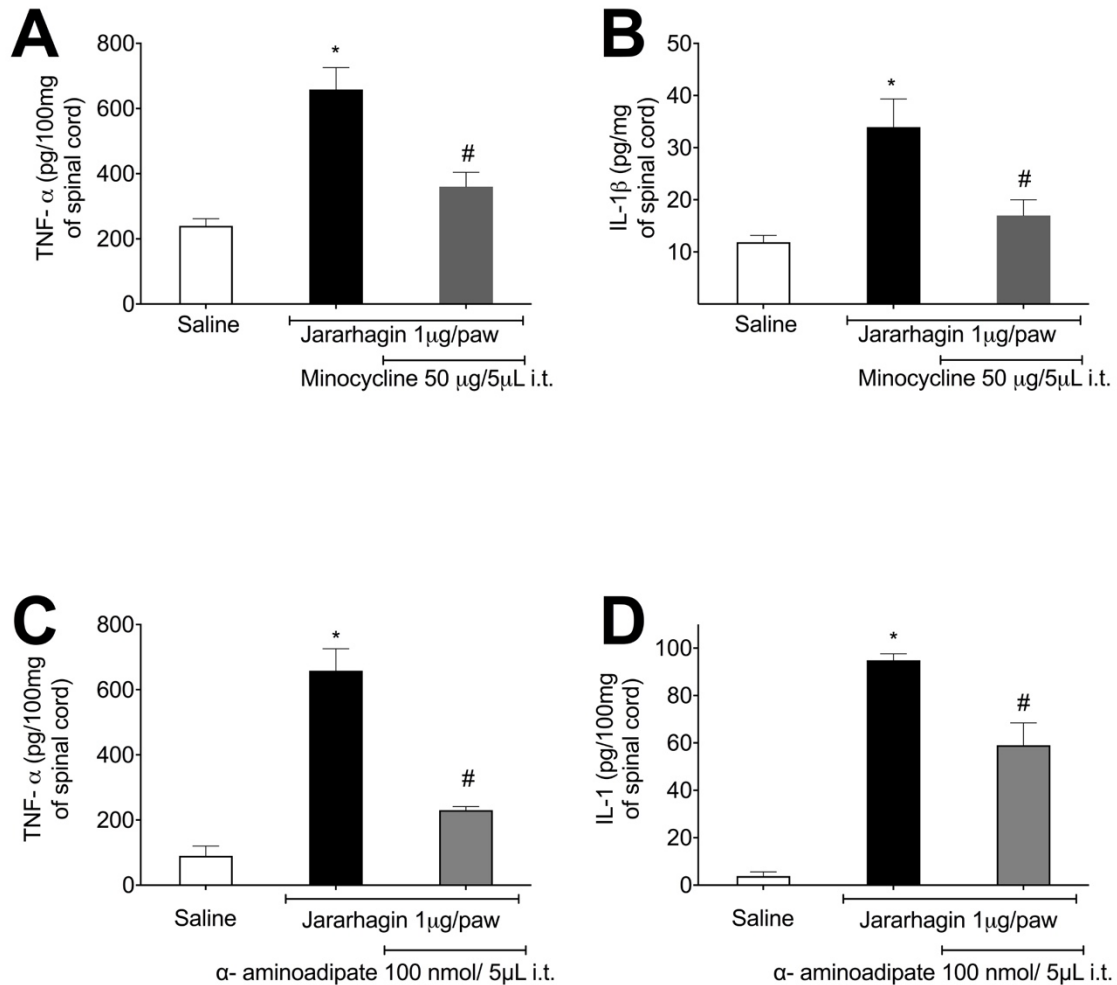 A
TNF- α (pg/100mg
of spinal cord)
800
600
400
200
0
*
#
Saline
Jararhagin 1μg/paw
Minocycline 50 μg/5μL i.t.
B
IL-1β (pg/mg
of spinal cord)
50
40
30
20
10
*
#
Saline
Jararhagin 1μg/paw
Minocycline 50 μg/5μL i.t.
C
TNF- α (pg/100mg
of spinal cord)
800
600
400
200
0
*
#
Saline
Jararhagin 1μg/paw
α- aminoadipate 100 nmol/ 5μL i.t.
D
IL-1 (pg/100mg
of spinal cord)
100
80
60
40
20
0
*
#
Saline
Jararhagin 1μg/paw
α- aminoadipate 100 nmol/ 5μL i.t.